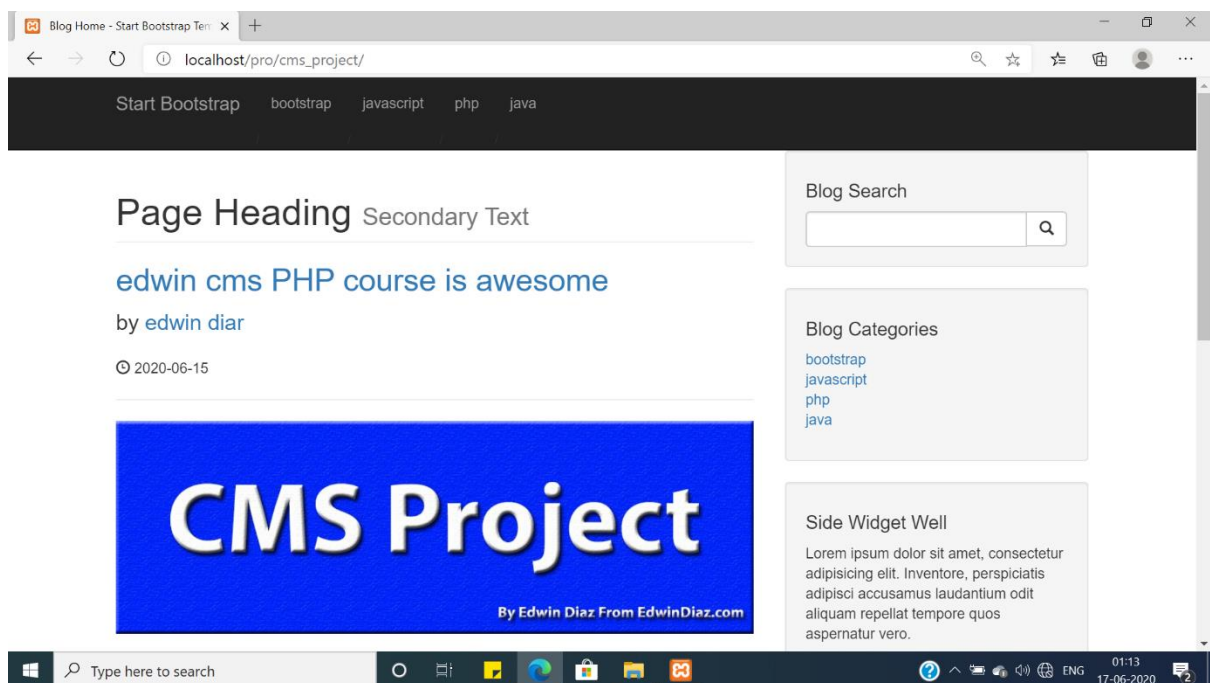 Blog Home - Start Bootstrap Tem
localhost/pro/cms_project/
Start Bootstrap bootstrap javascript php java
Page Heading Secondary Text
edwin cms PHP course is awesome
by edwin diar
2020-06-15
CMS Project
By Edwin Diaz From EdwinDiaz.com
Blog Search
Blog Categories
bootstrap
javascript
php
java
Side Widget Well
Lorem ipsum dolor sit amet, consectetur
adipisicing elit. Inventore, perspiciatis
adipisci accusamus laudantium odit
aliquam repellat tempore quos
aspernatur vero.
Type here to search
ENG
01:13
17-06-2020
2